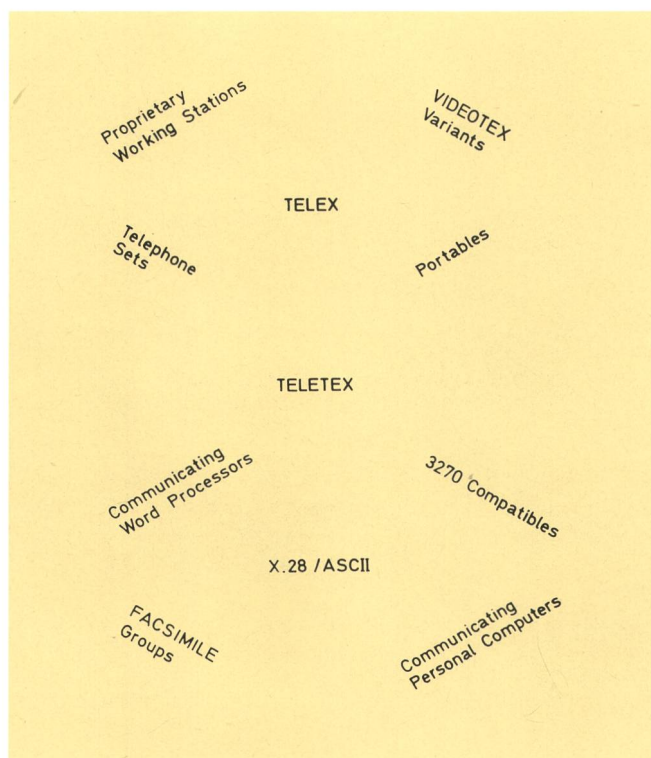 Proprietary
Working Stations
VIDEOTEX
Variants
TELEX
Telephone
Sets
Portables
TELETEX
Communicating
Word Processors
3270 Compatibles
X.28 /ASCII
FACSIMILE
Groups
Communicating
Personal Computers